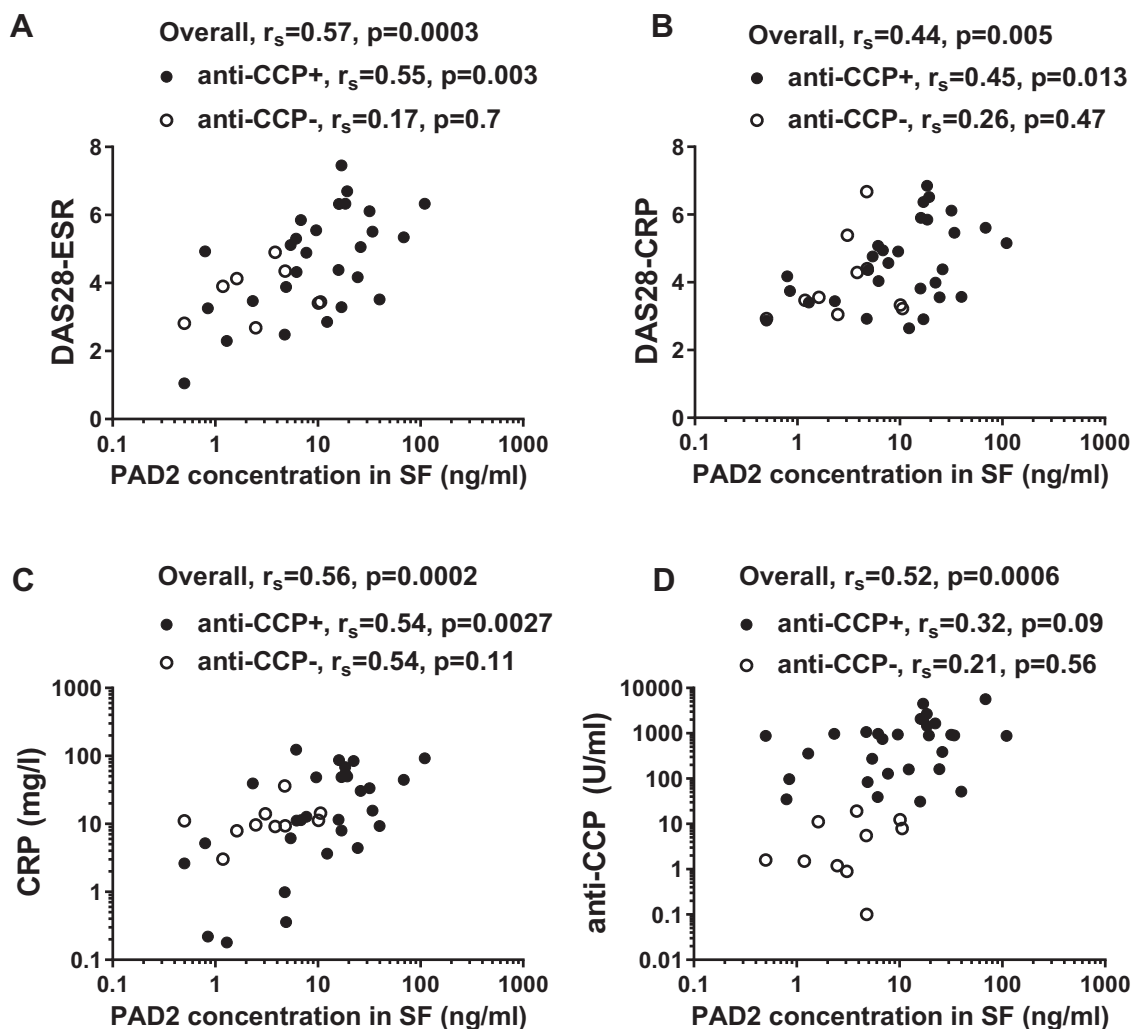 A
Overall, rs=0.57, p=0.0003
anti-CCP+, rs=0.55, p=0.003
anti-CCP-, rs=0.17, p=0.7
8
6
4
2
0
DAS28-ESR
0.1 1 10 100 1000
PAD2 concentration in SF (ng/ml)
B
Overall, rs=0.44, p=0.005
anti-CCP+, rs=0.45, p=0.013
anti-CCP-, rs=0.26, p=0.47
8
6
4
2
0
DAS28-CRP
0.1 1 10 100 1000
PAD2 concentration in SF (ng/ml)
C
Overall, rs=0.56, p=0.0002
anti-CCP+, rs=0.54, p=0.0027
anti-CCP-, rs=0.54, p=0.11
1000
100
10
1
0.1
CRP (mg/l)
0.1 1 10 100 1000
PAD2 concentration in SF (ng/ml)
D
Overall, rs=0.52, p=0.0006
anti-CCP+, rs=0.32, p=0.09
anti-CCP-, rs=0.21, p=0.56
10000
1000
100
10
1
0.1
0.01
anti-CCP (U/ml)
0.1 1 10 100 1000
PAD2 concentration in SF (ng/ml)